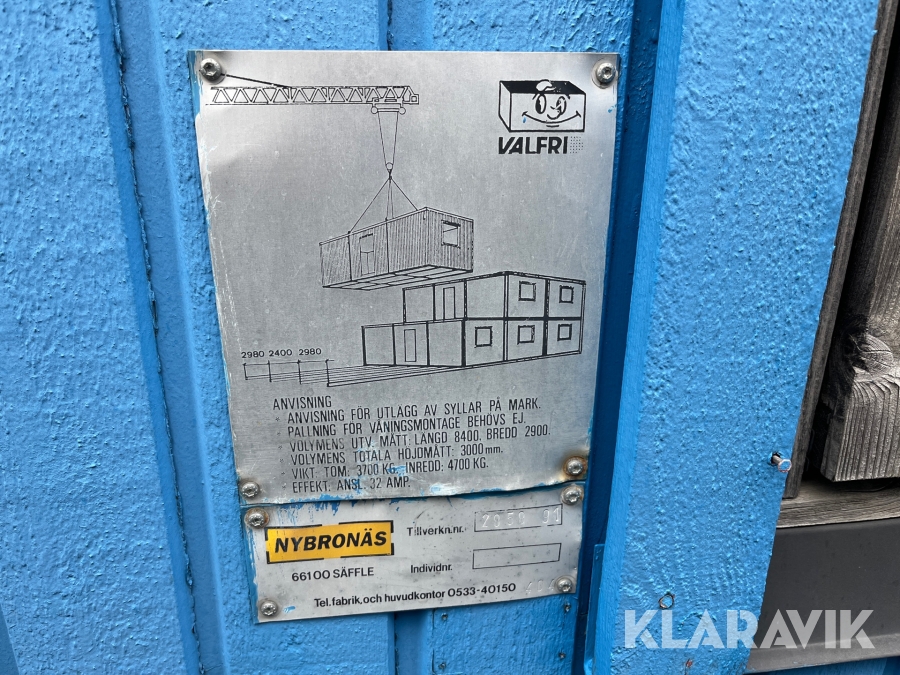 VALFRI
2980 2400 2980
ANVISNING
- ANVISNING FÖR UTLAGG AV SYLLAR PÅ MARK.
PALLNING FÖR VÅNINGSMONTAGE BEHÖVS EJ.
- VOLYMENS UTV. MÅTT: LÄNGD 8400. BREDD 2900.
- VOLYMENS TOTALA HÖJDMÅTT: 3000 mm.
- VIKT TOM: 3700 KG. INREDD: 4700 KG.
- EFFEKT. ANSL. 32 AMP.
NYBRONÄS
Tillverkn.nr.
66100 SÄFFLE
Individnr.
Tel. fabrik, och huvudkontor 0533-40150
KLARAVIK